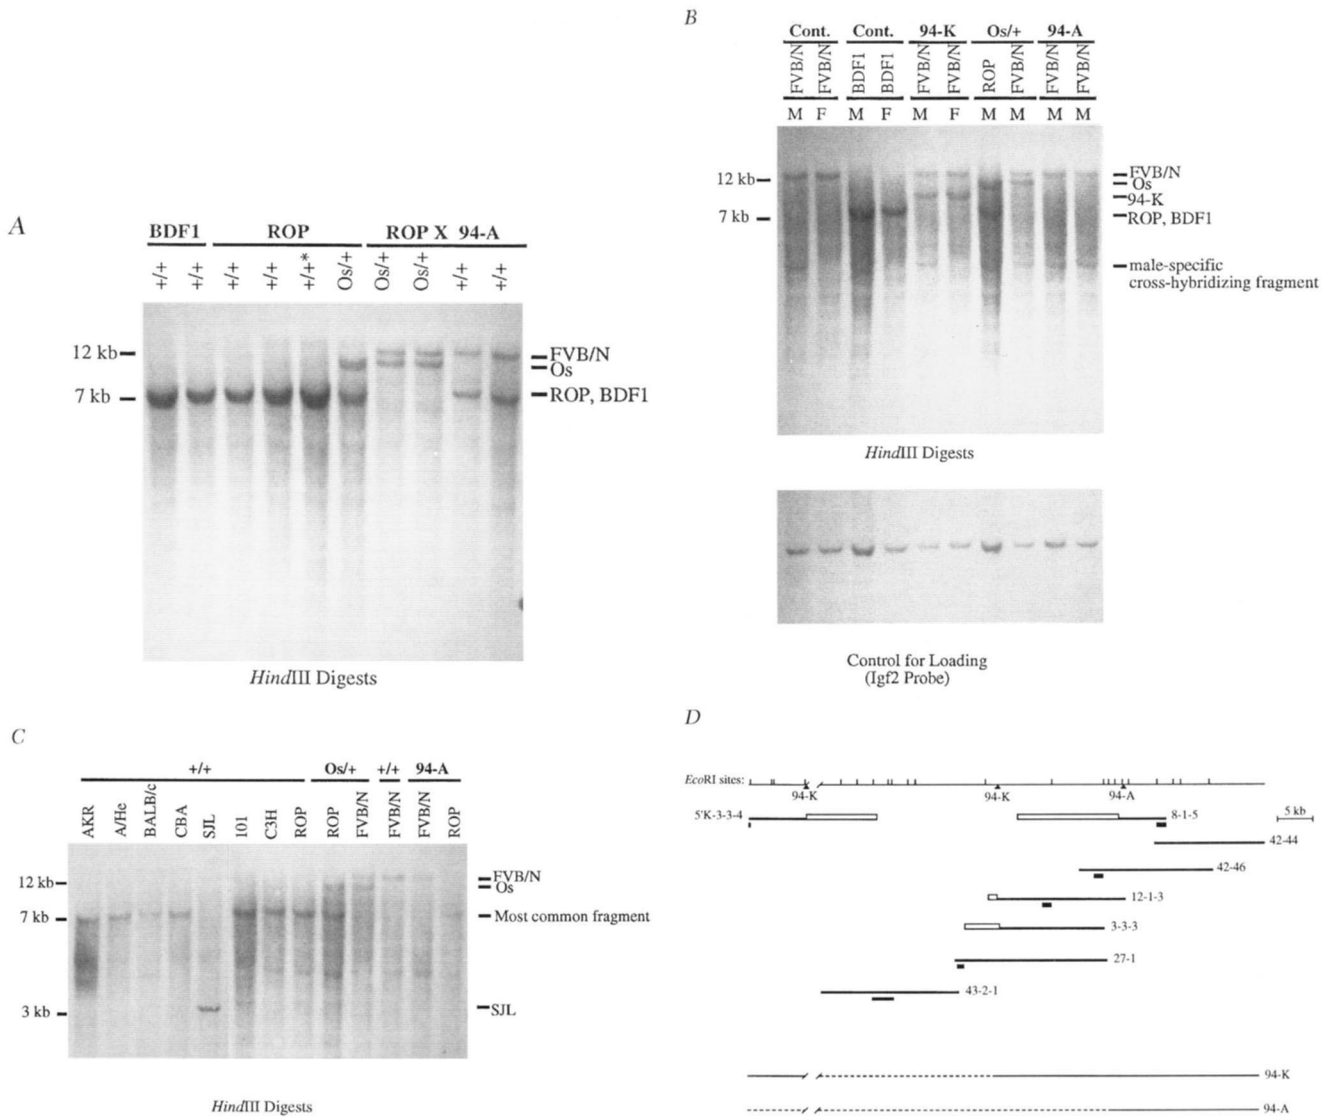 A
BDF1 ROP ROP X 94-A
+/+ +/+ +/+ +/+ +/+* Os/+ Os/+ Os/+ +/+ +/+
12 kb
7 kb
FVB/N
Os
ROP, BDF1
HindIII Digests
B
Cont. Cont. 94-K Os/+ 94-A
FVB/N FVB/N BDF1 BDF1 FVB/N FVB/N ROP FVB/N FVB/N FVB/N
M F M F M F M M M M
12 kb
7 kb
FVB/N
Os
94-K
ROP, BDF1
male-specific
cross-hybridizing fragment
HindIII Digests
Control for Loading
(Igf2 Probe)
C
+/+ Os/+ +/+ 94-A
AKR A/He BALB/c CBA SJL 101 C3H ROP ROP FVB/N FVB/N FVB/N ROP
12 kb
7 kb
3 kb
FVB/N
Os
Most common fragment
SJL
HindIII Digests
D
EcoRI sites:
94-K 94-K 94-A
5'K-3-3-4 8-1-5 5 kb
42-44
42-46
12-1-3
3-3-3
27-1
43-2-1
94-K
94-A